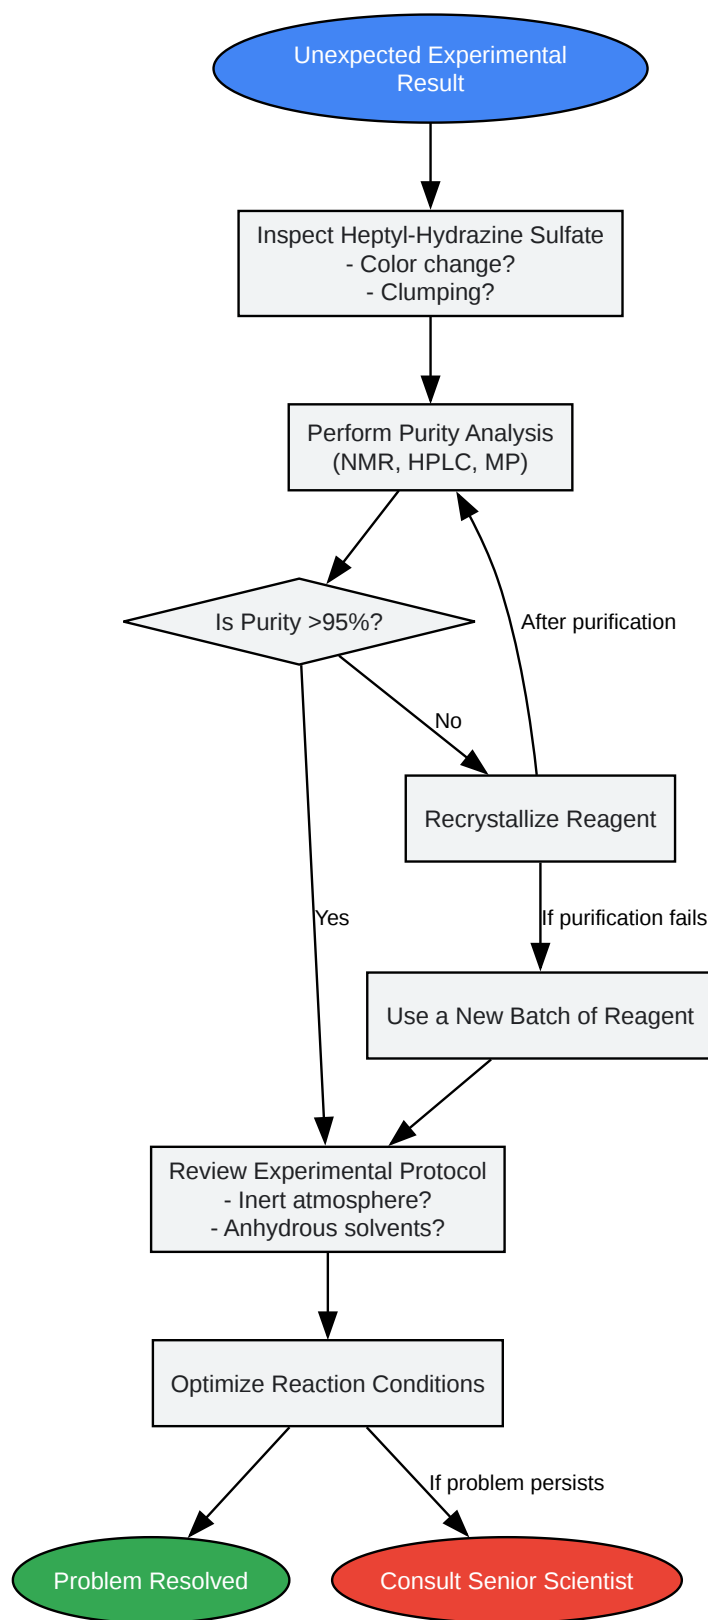 Unexpected Experimental
Result
Inspect Heptyl-Hydrazine Sulfate
- Color change?
- Clumping?
Perform Purity Analysis
(NMR, HPLC, MP)
Is Purity >95%?
After purification
No
Recrystallize Reagent
Yes
If purification fails
Use a New Batch of Reagent
Review Experimental Protocol
- Inert atmosphere?
- Anhydrous solvents?
Optimize Reaction Conditions
If problem persists
Problem Resolved
Consult Senior Scientist